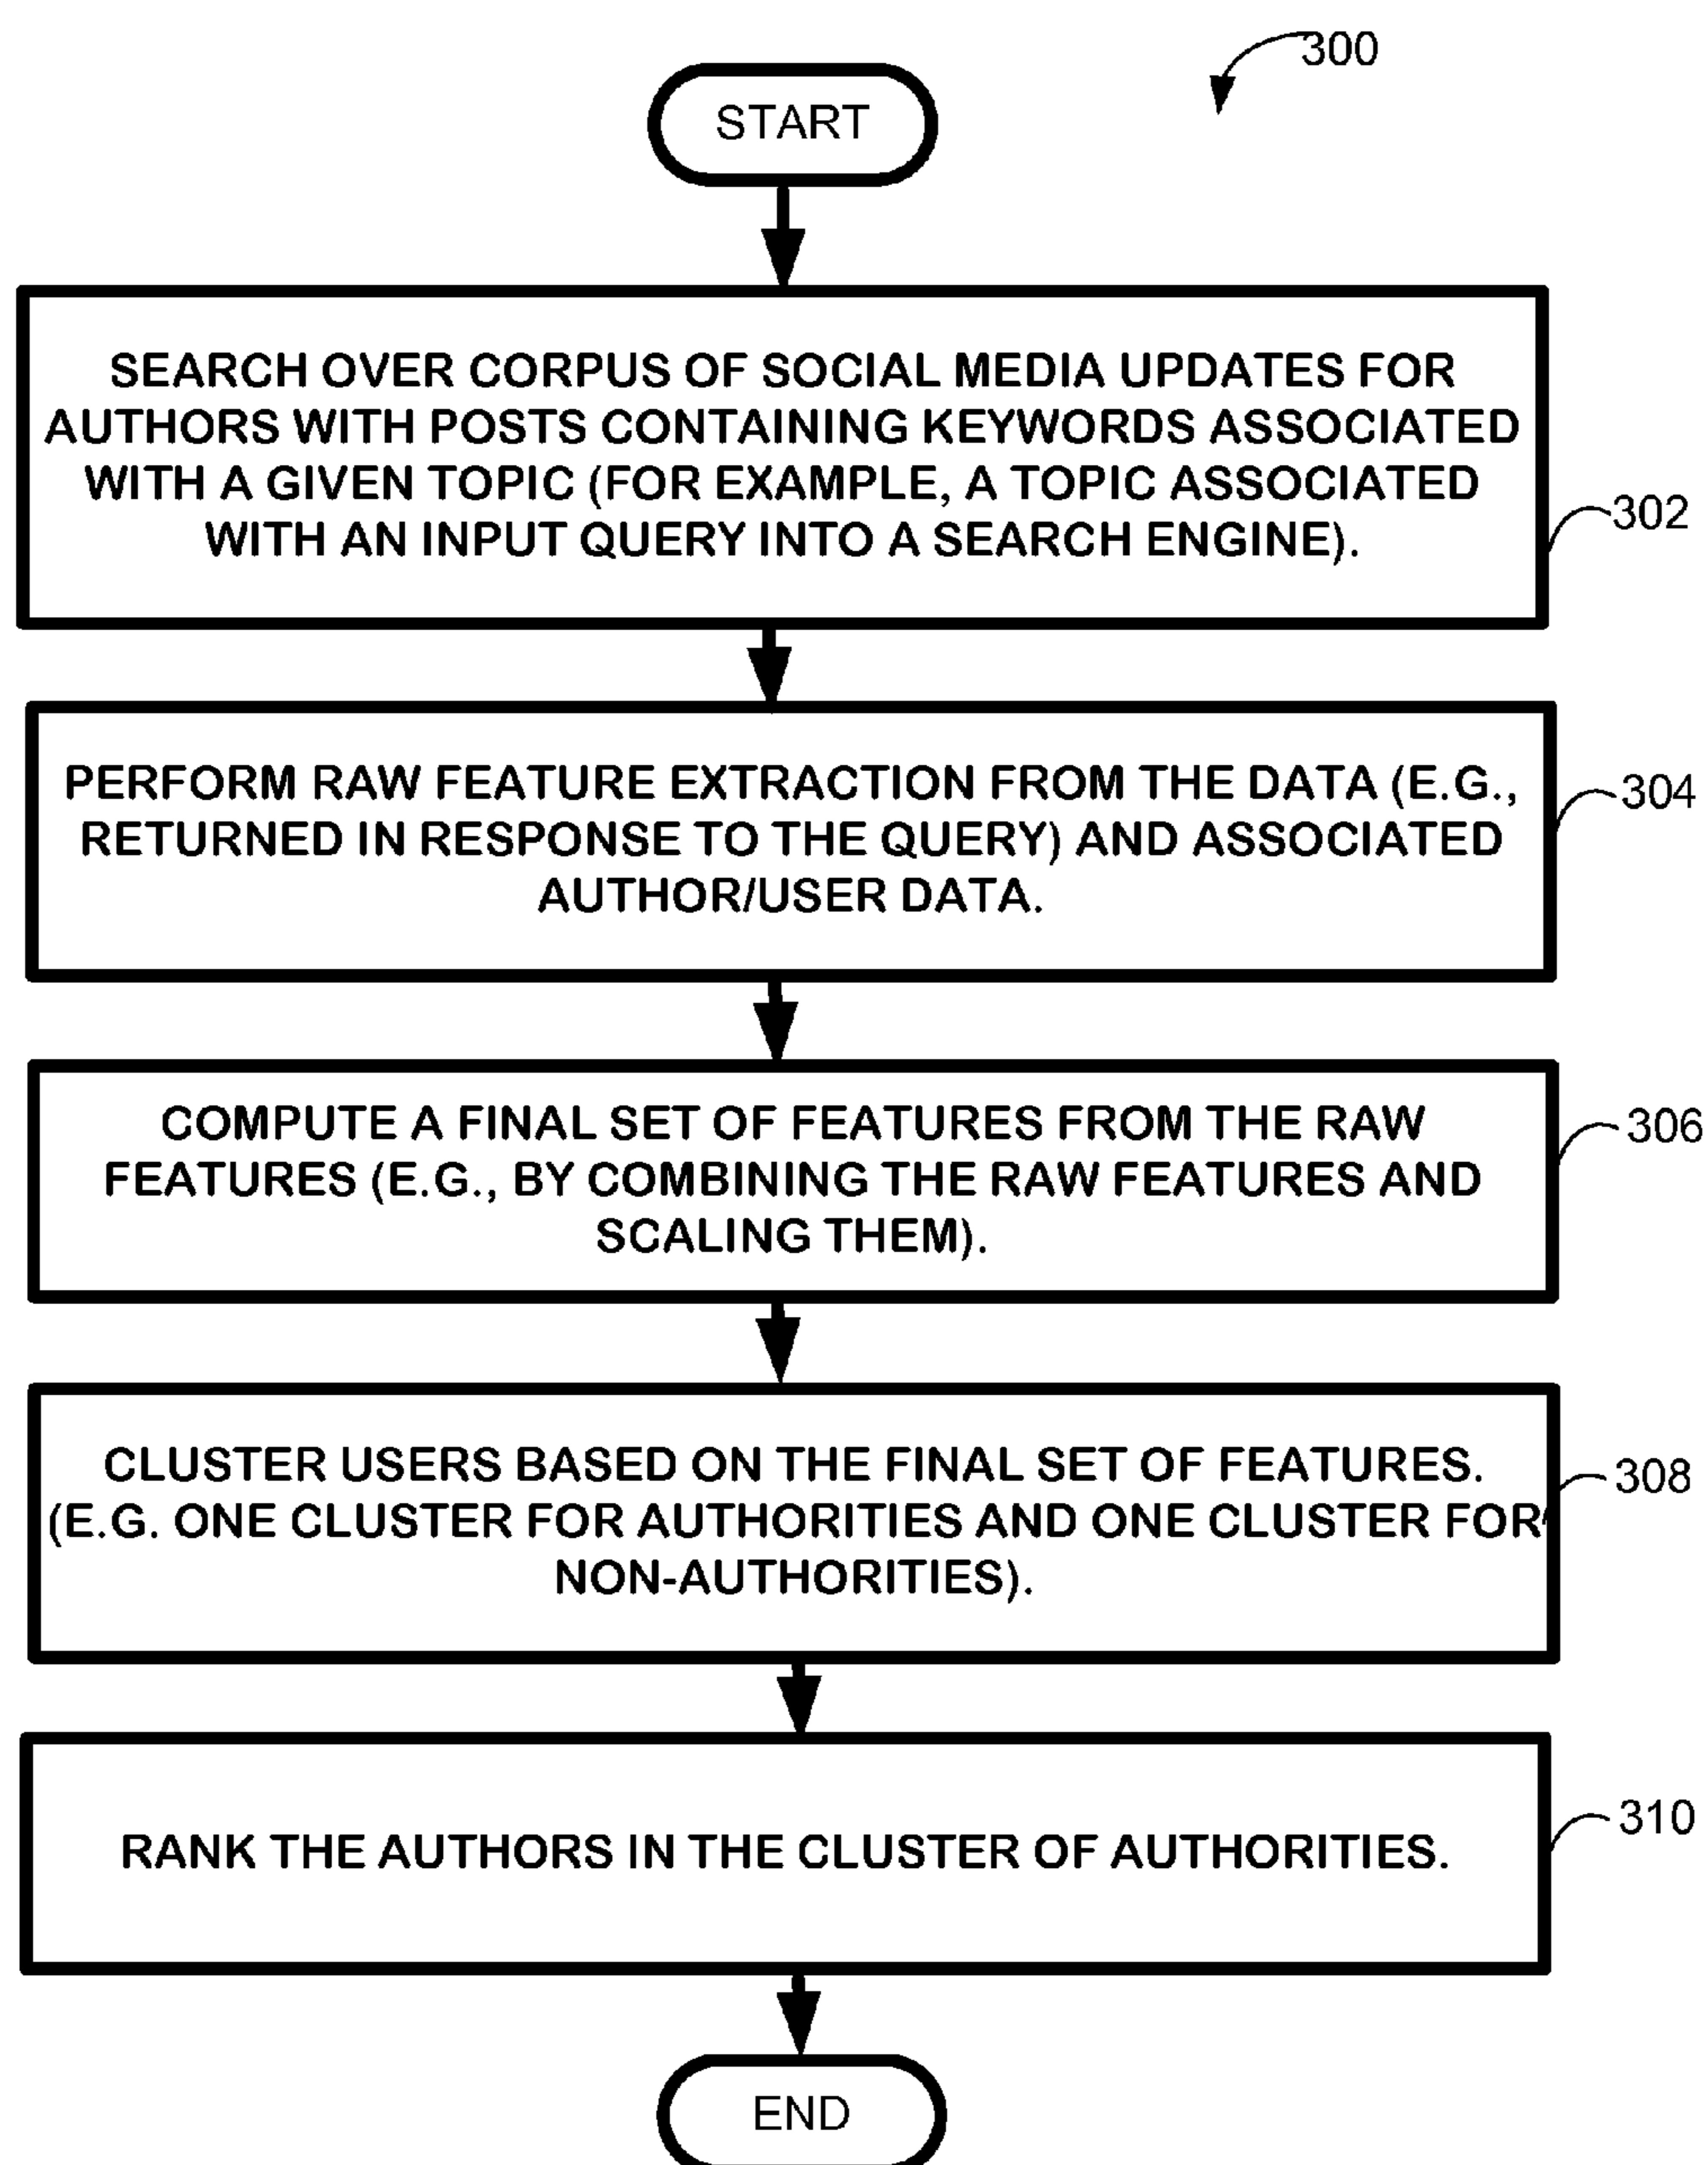 300
START
SEARCH OVER CORPUS OF SOCIAL MEDIA UPDATES FOR
AUTHORS WITH POSTS CONTAINING KEYWORDS ASSOCIATED
WITH A GIVEN TOPIC (FOR EXAMPLE, A TOPIC ASSOCIATED
WITH AN INPUT QUERY INTO A SEARCH ENGINE).
302
PERFORM RAW FEATURE EXTRACTION FROM THE DATA (E.G.,
RETURNED IN RESPONSE TO THE QUERY) AND ASSOCIATED
AUTHOR/USER DATA.
304
COMPUTE A FINAL SET OF FEATURES FROM THE RAW
FEATURES (E.G., BY COMBINING THE RAW FEATURES AND
SCALING THEM).
306
CLUSTER USERS BASED ON THE FINAL SET OF FEATURES.
(E.G. ONE CLUSTER FOR AUTHORITIES AND ONE CLUSTER FOR
NON-AUTHORITIES).
308
RANK THE AUTHORS IN THE CLUSTER OF AUTHORITIES.
310
END